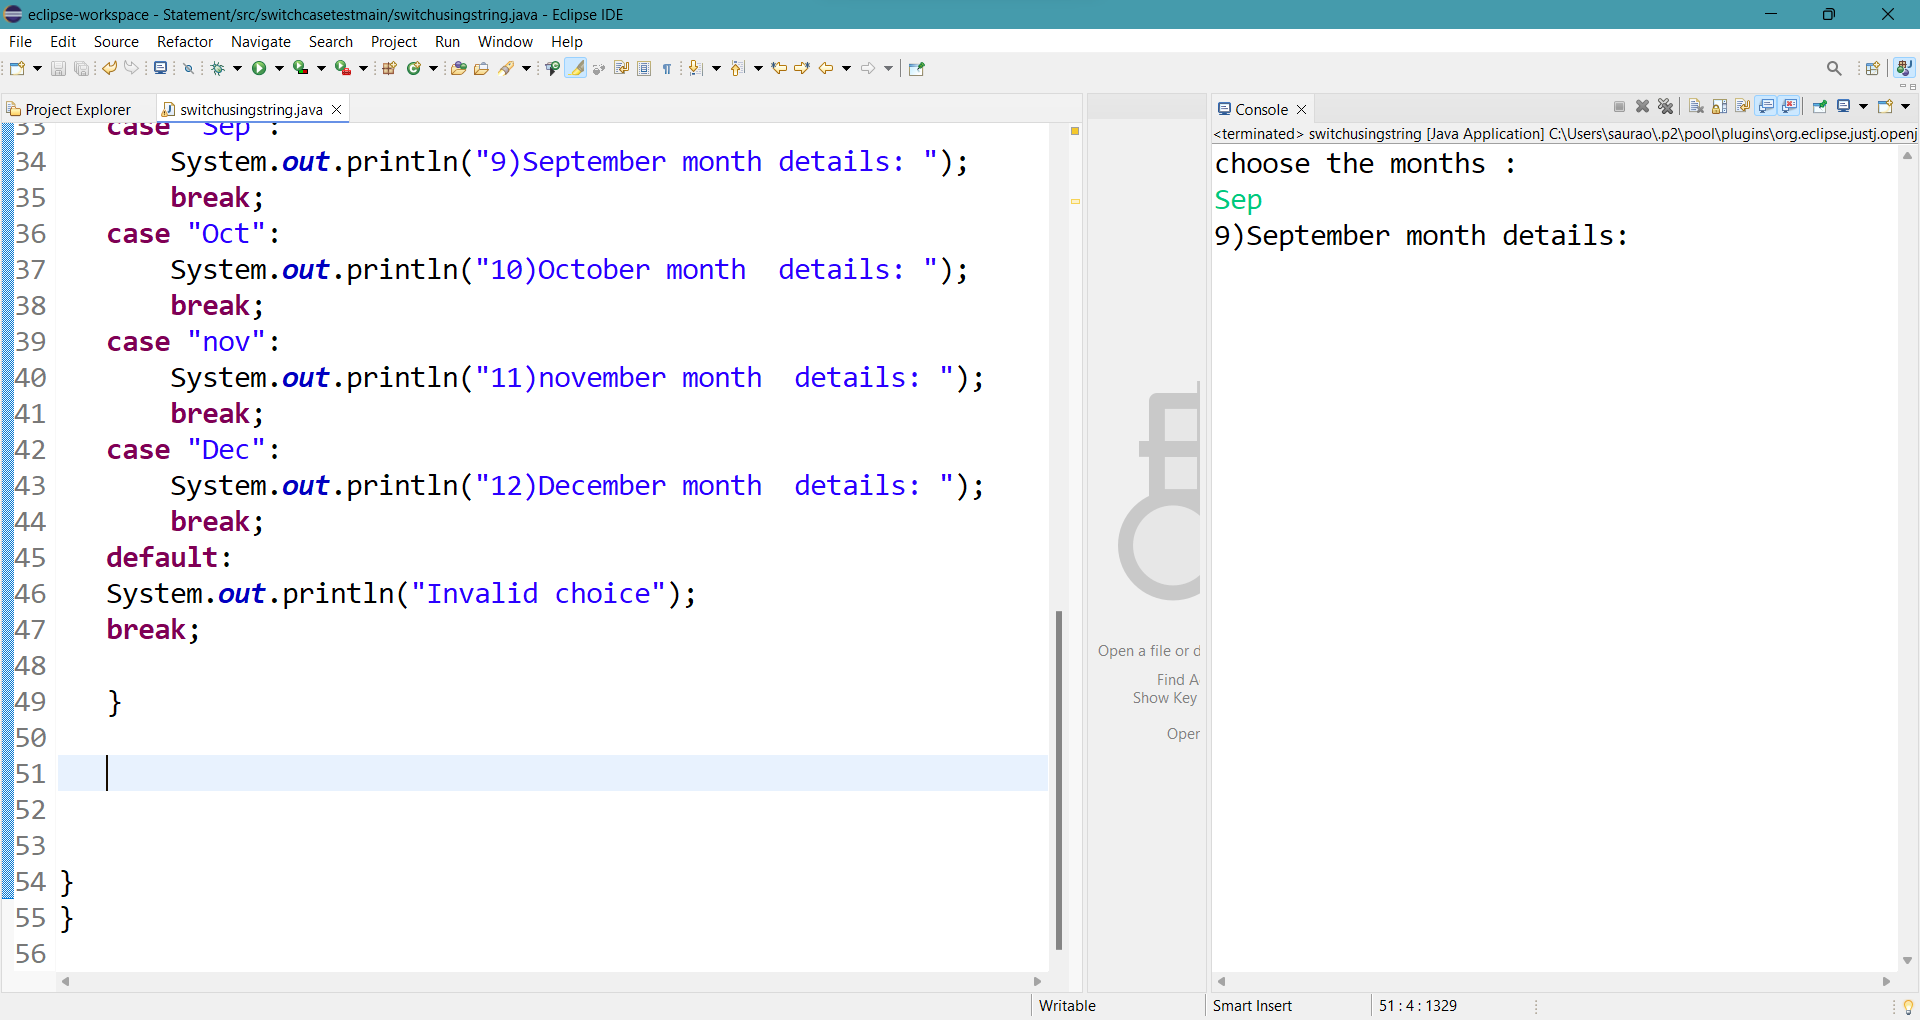 eclipse-workspace - Statement/src/switchcasetestmain/switchusingstring.java - Eclipse IDE
File Edit Source Refactor Navigate Search Project Run Window Help
Project Explorer
switchusingstring.java
33 case "Sep":
34 System.out.println("9)September month details: ");
35 break;
36 case "Oct":
37 System.out.println("10)October month  details: ");
38 break;
39 case "nov":
40 System.out.println("11)november month  details: ");
41 break;
42 case "Dec":
43 System.out.println("12)December month  details: ");
44 break;
45 default:
46 System.out.println("Invalid choice");
47 break;
48
49 }
50
51
52
53
54 }
55 }
56
Open a file or d
Find A
Show Key
Oper
Console
<terminated> switchusingstring [Java Application] C:\Users\saurao\.p2\pool\plugins\org.eclipse.justj.openj
choose the months :
Sep
9)September month details:
Writable
Smart Insert
51 : 4 : 1329